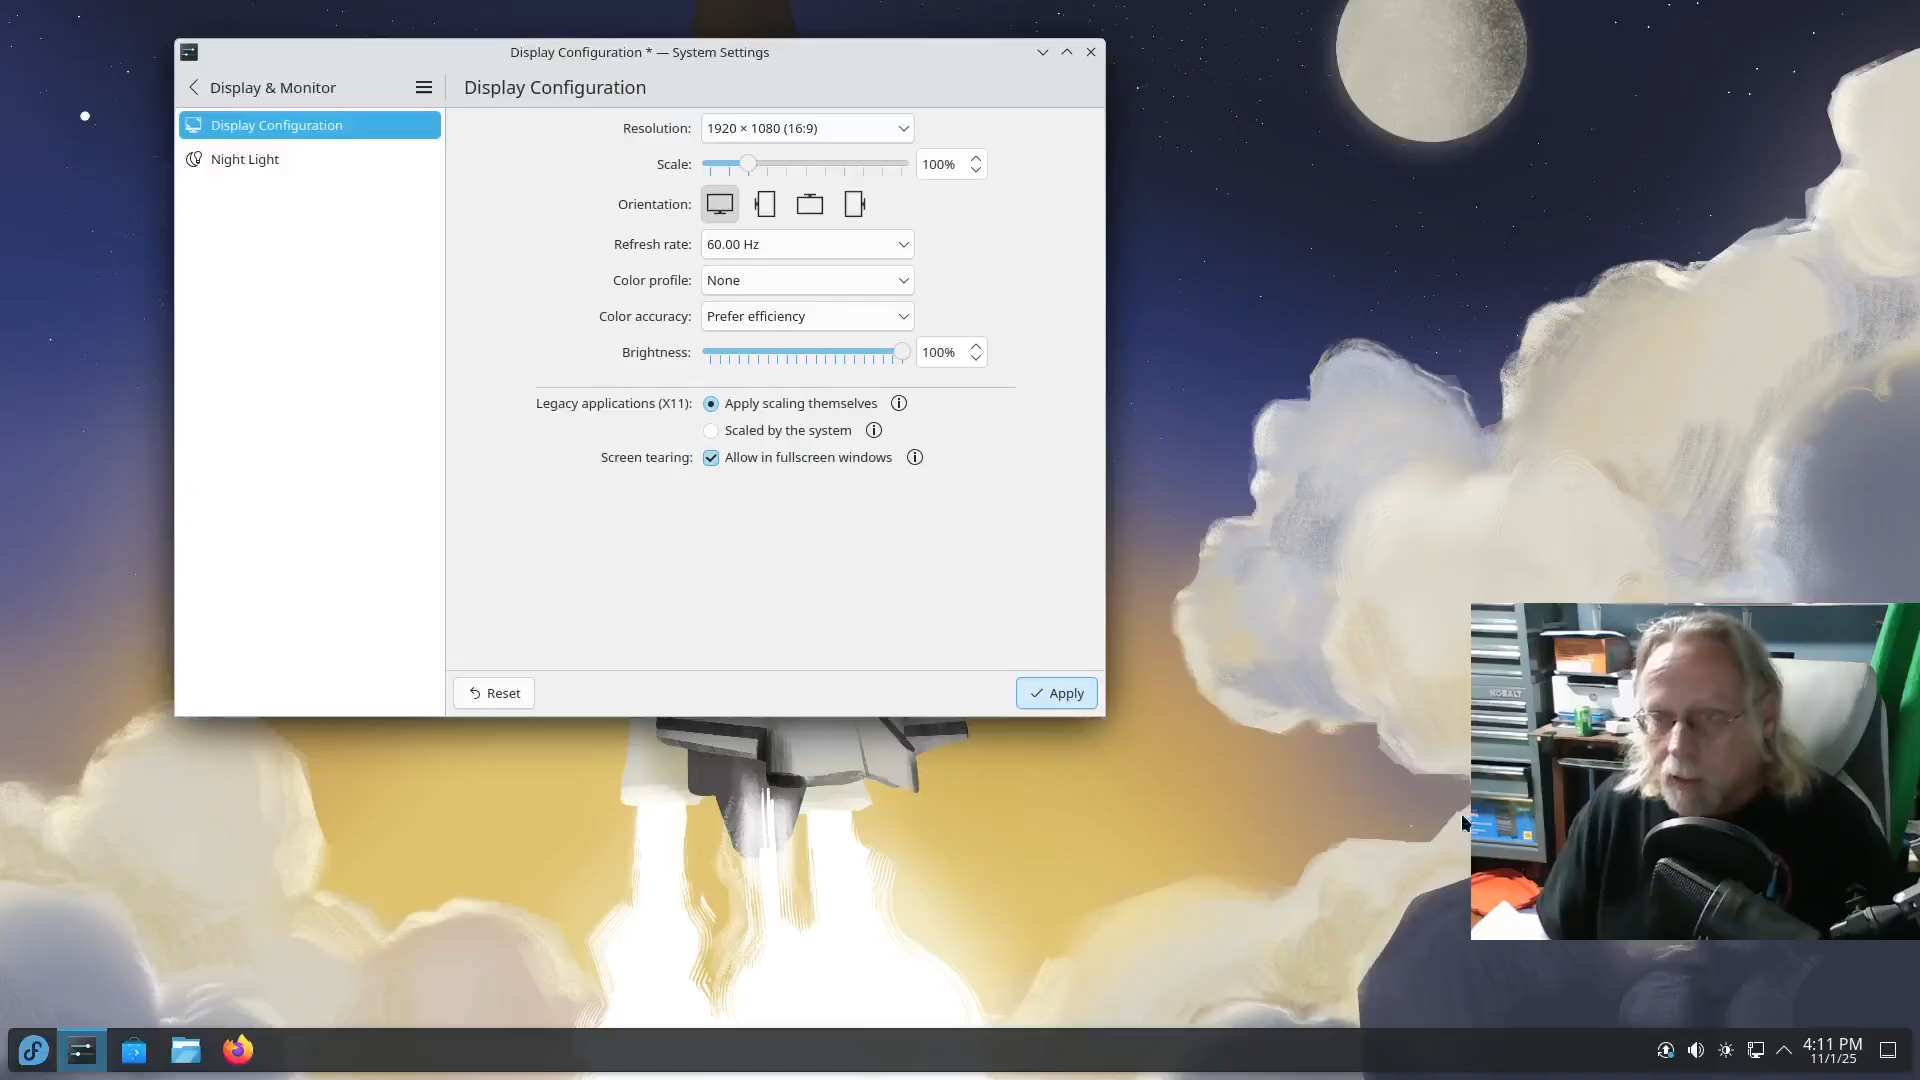 Display Configuration * — System Settings
Display & Monitor
Display Configuration
Display Configuration
Night Light
Resolution: 1920 × 1080 (16:9)
Scale: 100%
Orientation:
Refresh rate: 60.00 Hz
Color profile: None
Color accuracy: Prefer efficiency
Brightness: 100%
Legacy applications (X11): Apply scaling themselves
Scaled by the system
Screen tearing: Allow in fullscreen windows
Reset
Apply
KOBALT
4:11 PM
11/1/25